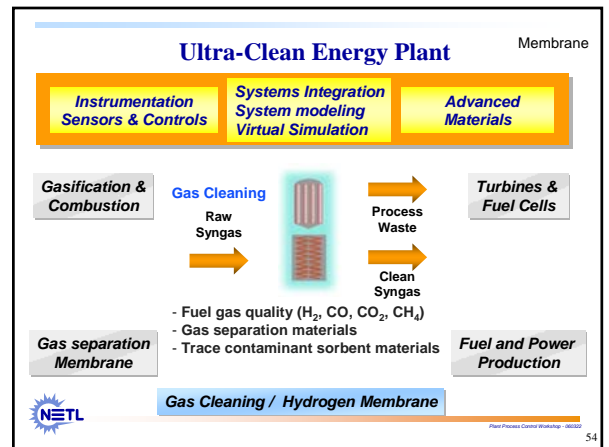 Membrane
Ultra-Clean Energy Plant
Instrumentation
Sensors & Controls
Systems Integration
System modeling
Virtual Simulation
Advanced
Materials
Gasification &
Combustion
Gas Cleaning
Raw
Syngas
Process
Waste
Clean
Syngas
Turbines &
Fuel Cells
- Fuel gas quality (H₂, CO, CO₂, CH₄)
- Gas separation materials
- Trace contaminant sorbent materials
Gas separation
Membrane
Fuel and Power
Production
Gas Cleaning / Hydrogen Membrane
NETL
Plant Process Control Workshop - 060322
54